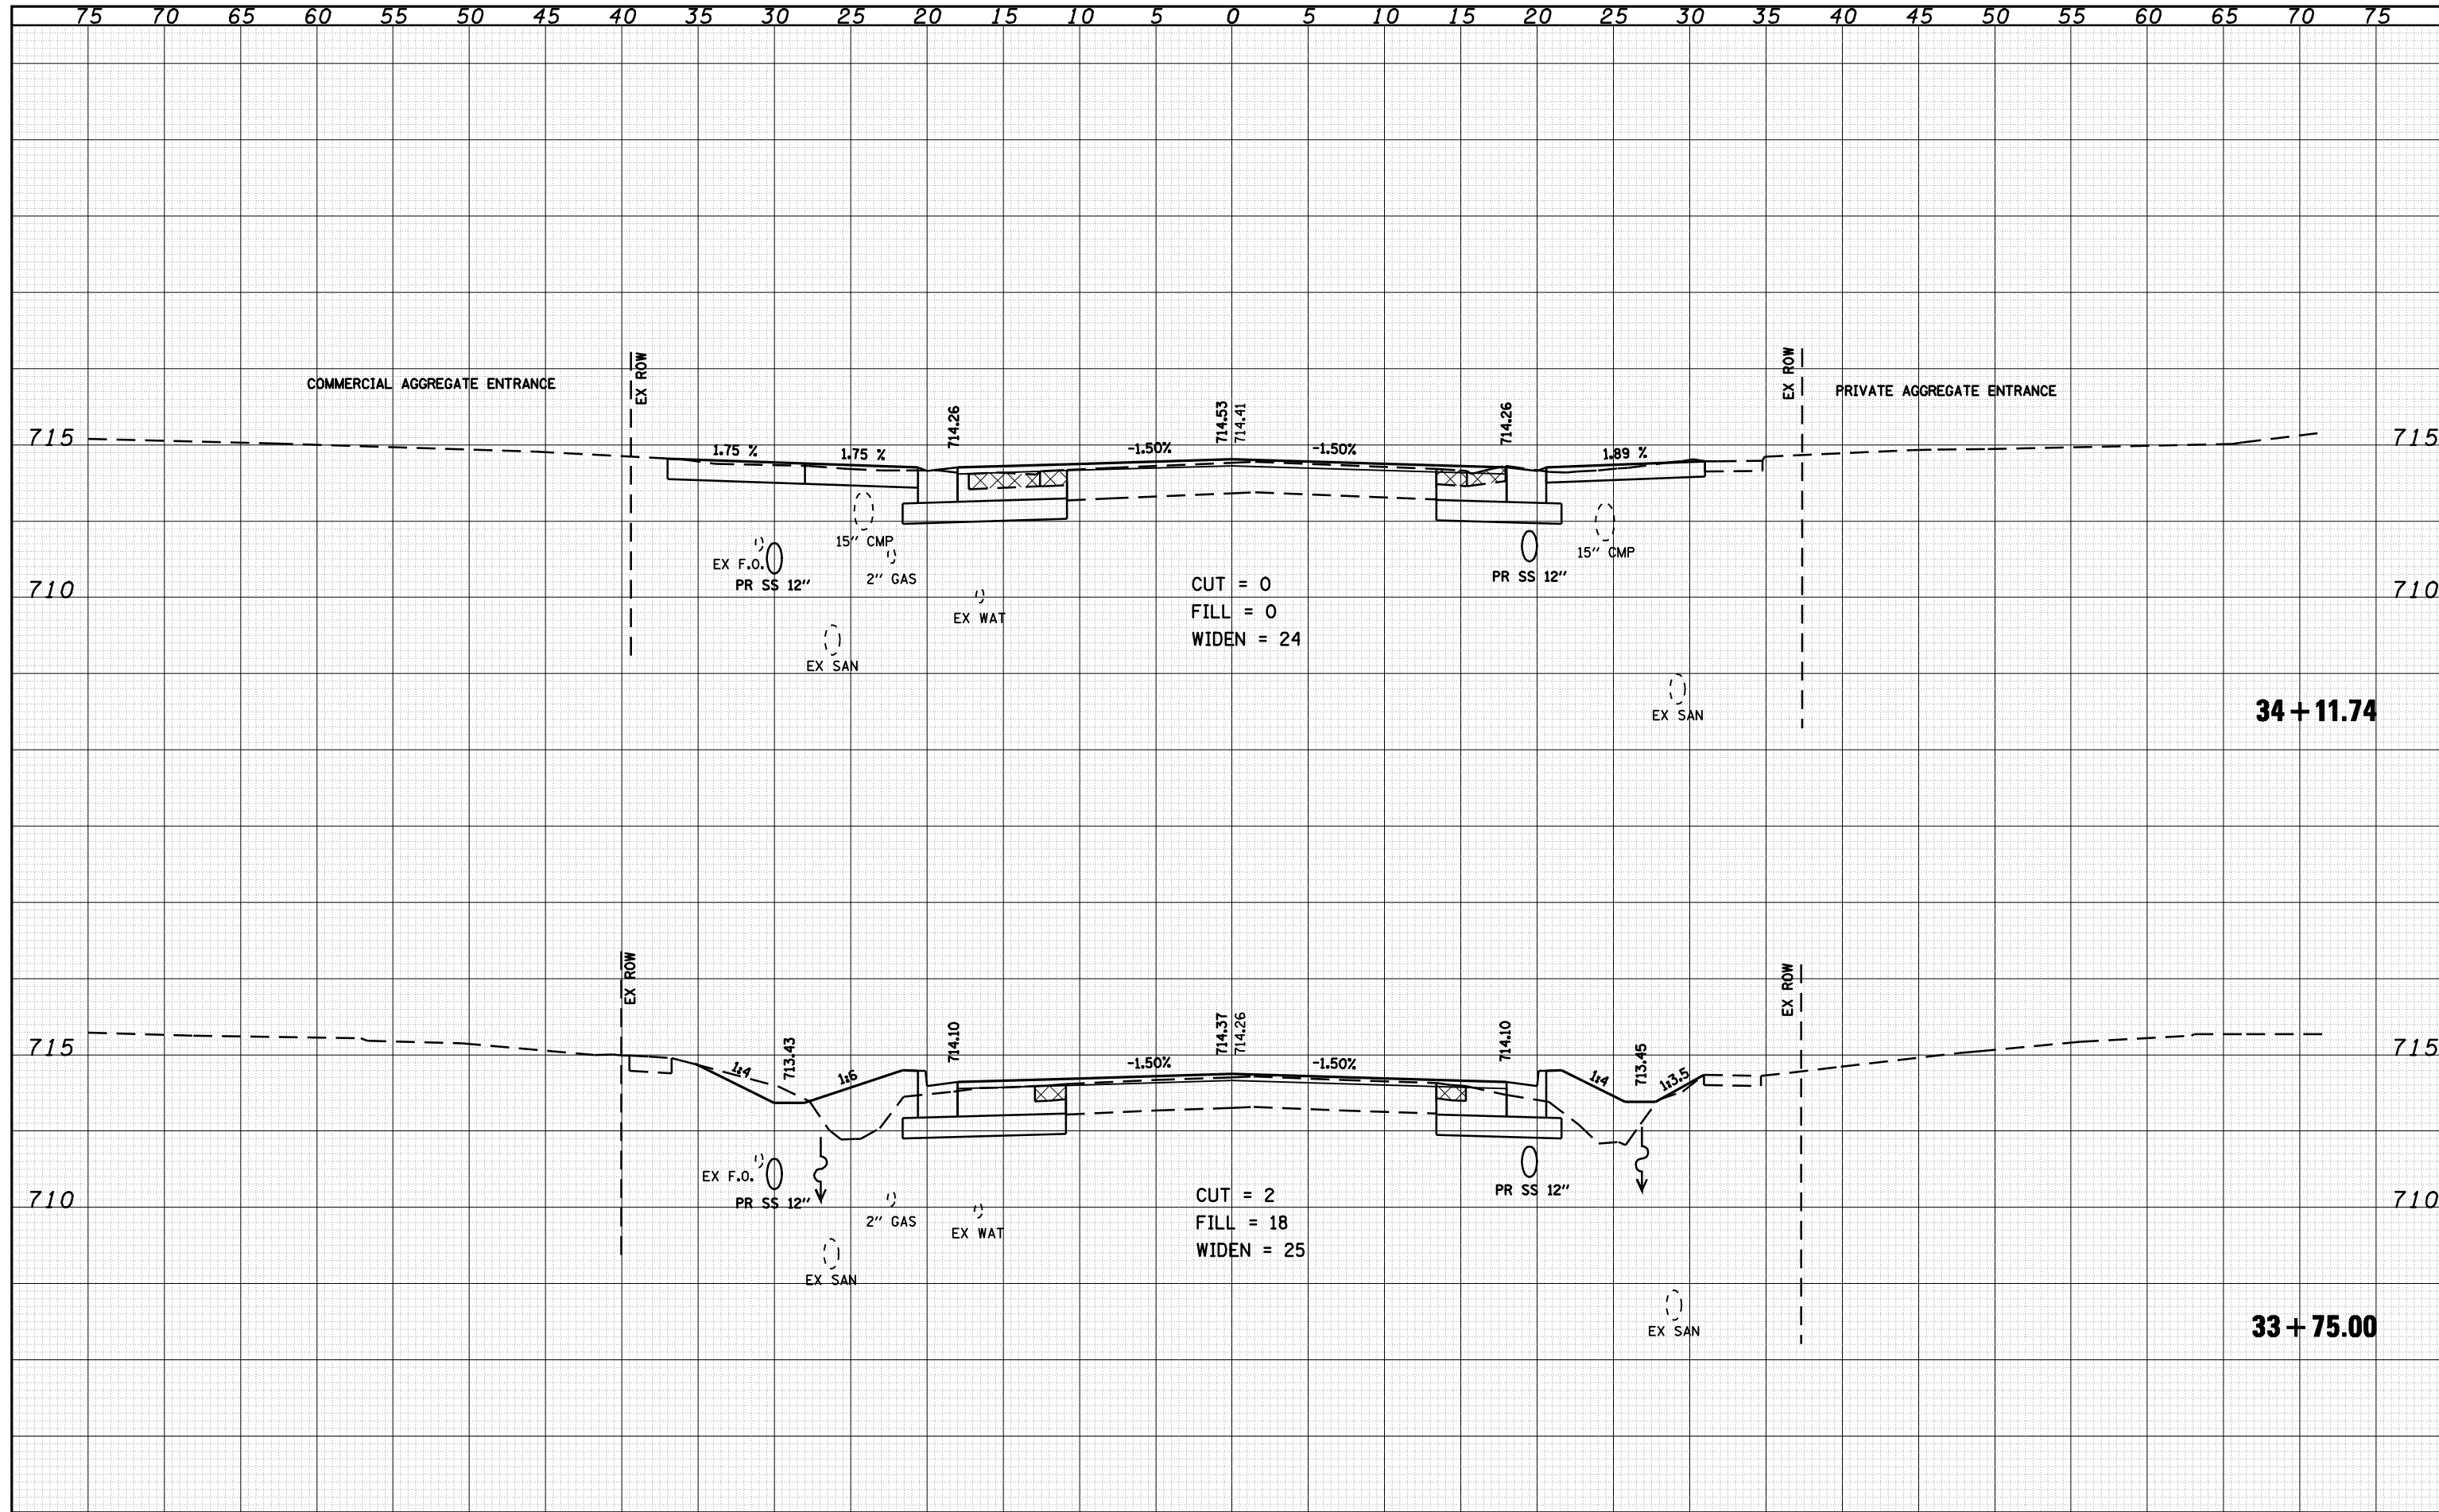 75 70 65 60 55 50 45 40 35 30 25 20 15 10 5 0 5 10 15 20 25 30 35 40 45 50 55 60 65 70 75
COMMERCIAL AGGREGATE ENTRANCE
EX ROW
EX ROW
PRIVATE AGGREGATE ENTRANCE
715
1.75 %
1.75 %
714.26
-1.50%
714.53
714.41
-1.50%
714.26
1.89 %
715
15" CMP
15" CMP
EX F.O.
PR SS 12"
2" GAS
PR SS 12"
710
CUT = 0
710
EX WAT
FILL = 0
WIDEN = 24
EX SAN
EX SAN
34+11.74
EX ROW
EX ROW
715
1:4
713.43
1:6
714.10
-1.50%
714.37
714.26
-1.50%
714.10
1:4
713.45
1:3.5
715
EX F.O.
PR SS 12"
PR SS 12"
710
CUT = 2
710
2" GAS
FILL = 18
EX WAT
WIDEN = 25
EX SAN
EX SAN
33+75.00